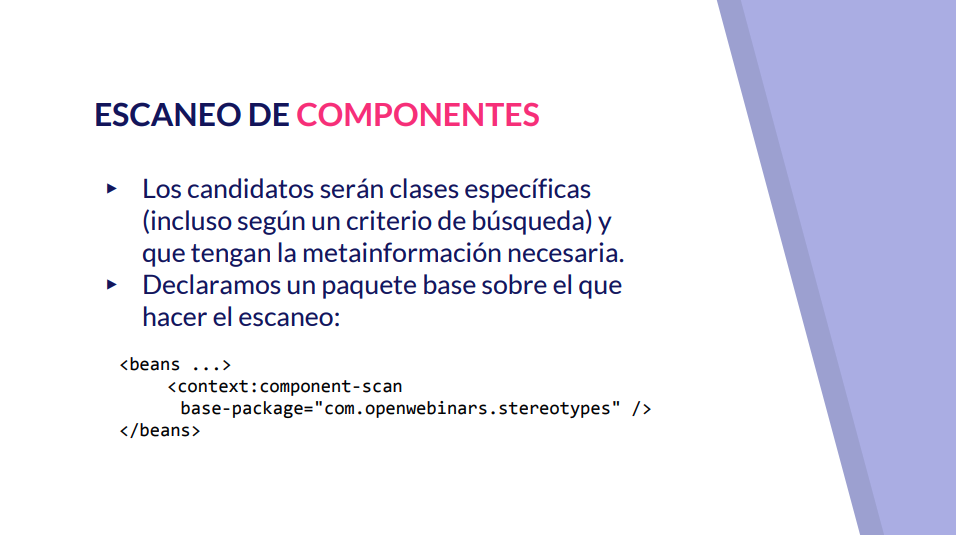 ESCANEO DE COMPONENTES
▸ Los candidatos serán clases específicas
(incluso según un criterio de búsqueda) y
que tengan la metainformación necesaria.
▸ Declaramos un paquete base sobre el que
hacer el escaneo:
<beans ...>
<context:component-scan
base-package="com.openwebinars.stereotypes" />
</beans>